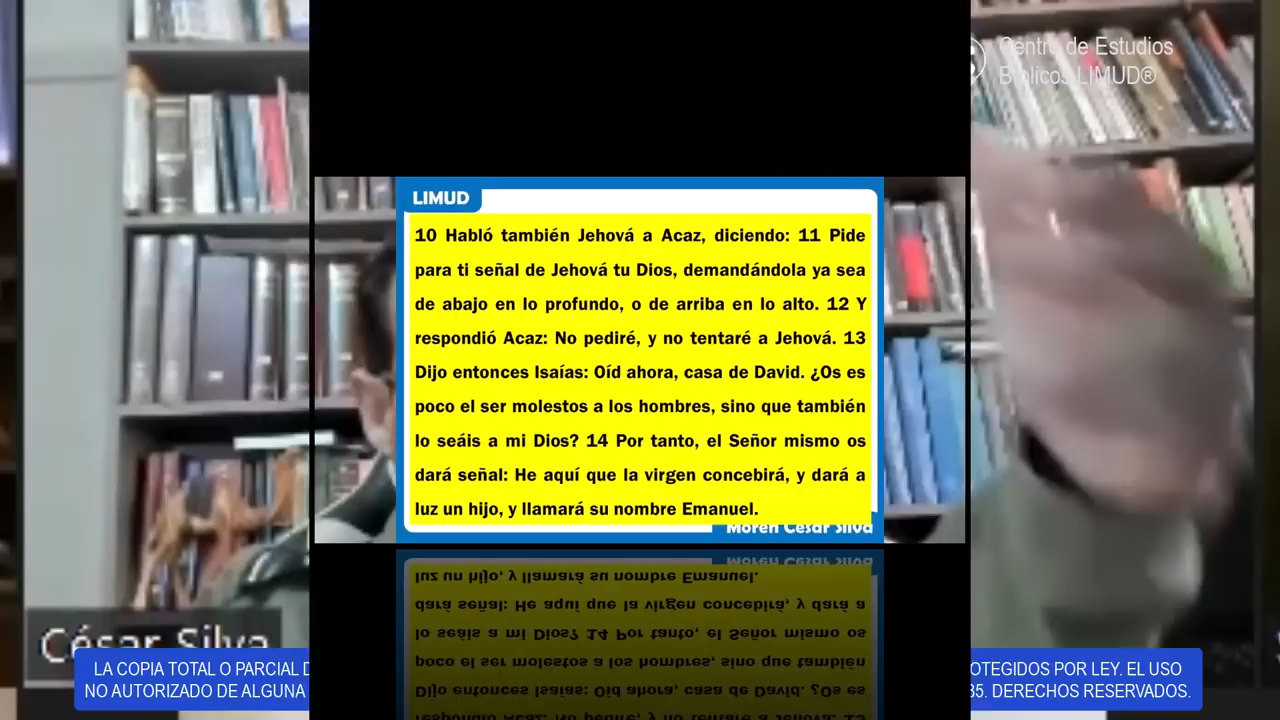 Centro de Estudios
Bíblicos LIMUD®
LIMUD
10 Habló también Jehová a Acaz, diciendo: 11 Pide
para ti señal de Jehová tu Dios, demandándola ya sea
de abajo en lo profundo, o de arriba en lo alto. 12 Y
respondió Acaz: No pediré, y no tentaré a Jehová. 13
Dijo entonces Isaías: Oíd ahora, casa de David. ¿Os es
poco el ser molestos a los hombres, sino que también
lo seáis a mi Dios? 14 Por tanto, el Señor mismo os
dará señal: He aquí que la virgen concebirá, y dará a
luz un hijo, y llamará su nombre Emanuel.
Moreh César Silva
César Silva
LA COPIA TOTAL O PARCIAL D
NO AUTORIZADO DE ALGUNA
OTEGIDOS POR LEY. EL USO
35. DERECHOS RESERVADOS.